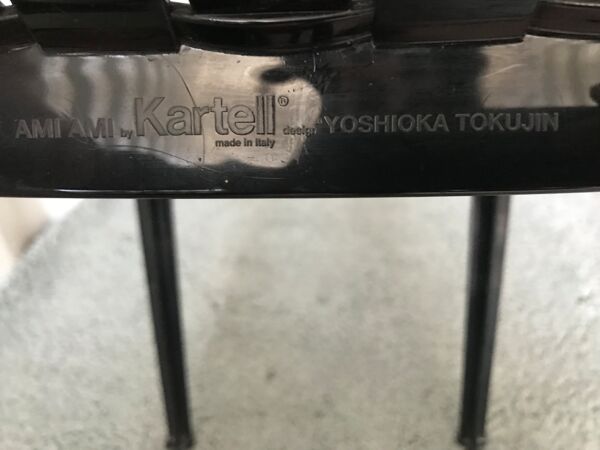 AMI AMI by Kartell® design YOSHIOKA TOKUJIN
made in Italy